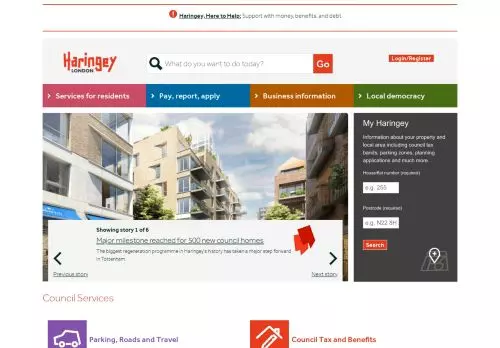 Haringey, Here to Help: Support with money, benefits, and debt.
Haringey
LONDON
What do you want to do today?
Go
Login/Register
Services for residents
Pay, report, apply
Business information
Local democracy
My Haringey
Information about your property and
local area including council tax
bands, parking zones, planning
applications and much more.
House/flat number (required)
e.g. 255
Postcode (required)
e.g. N22 8H
Search
Showing story 1 of 6
Major milestone reached for 500 new council homes
The biggest regeneration programme in Haringey's history has taken a major step forward
in Tottenham
Previous story
Next story
Council Services
Parking, Roads and Travel
Council Tax and Benefits